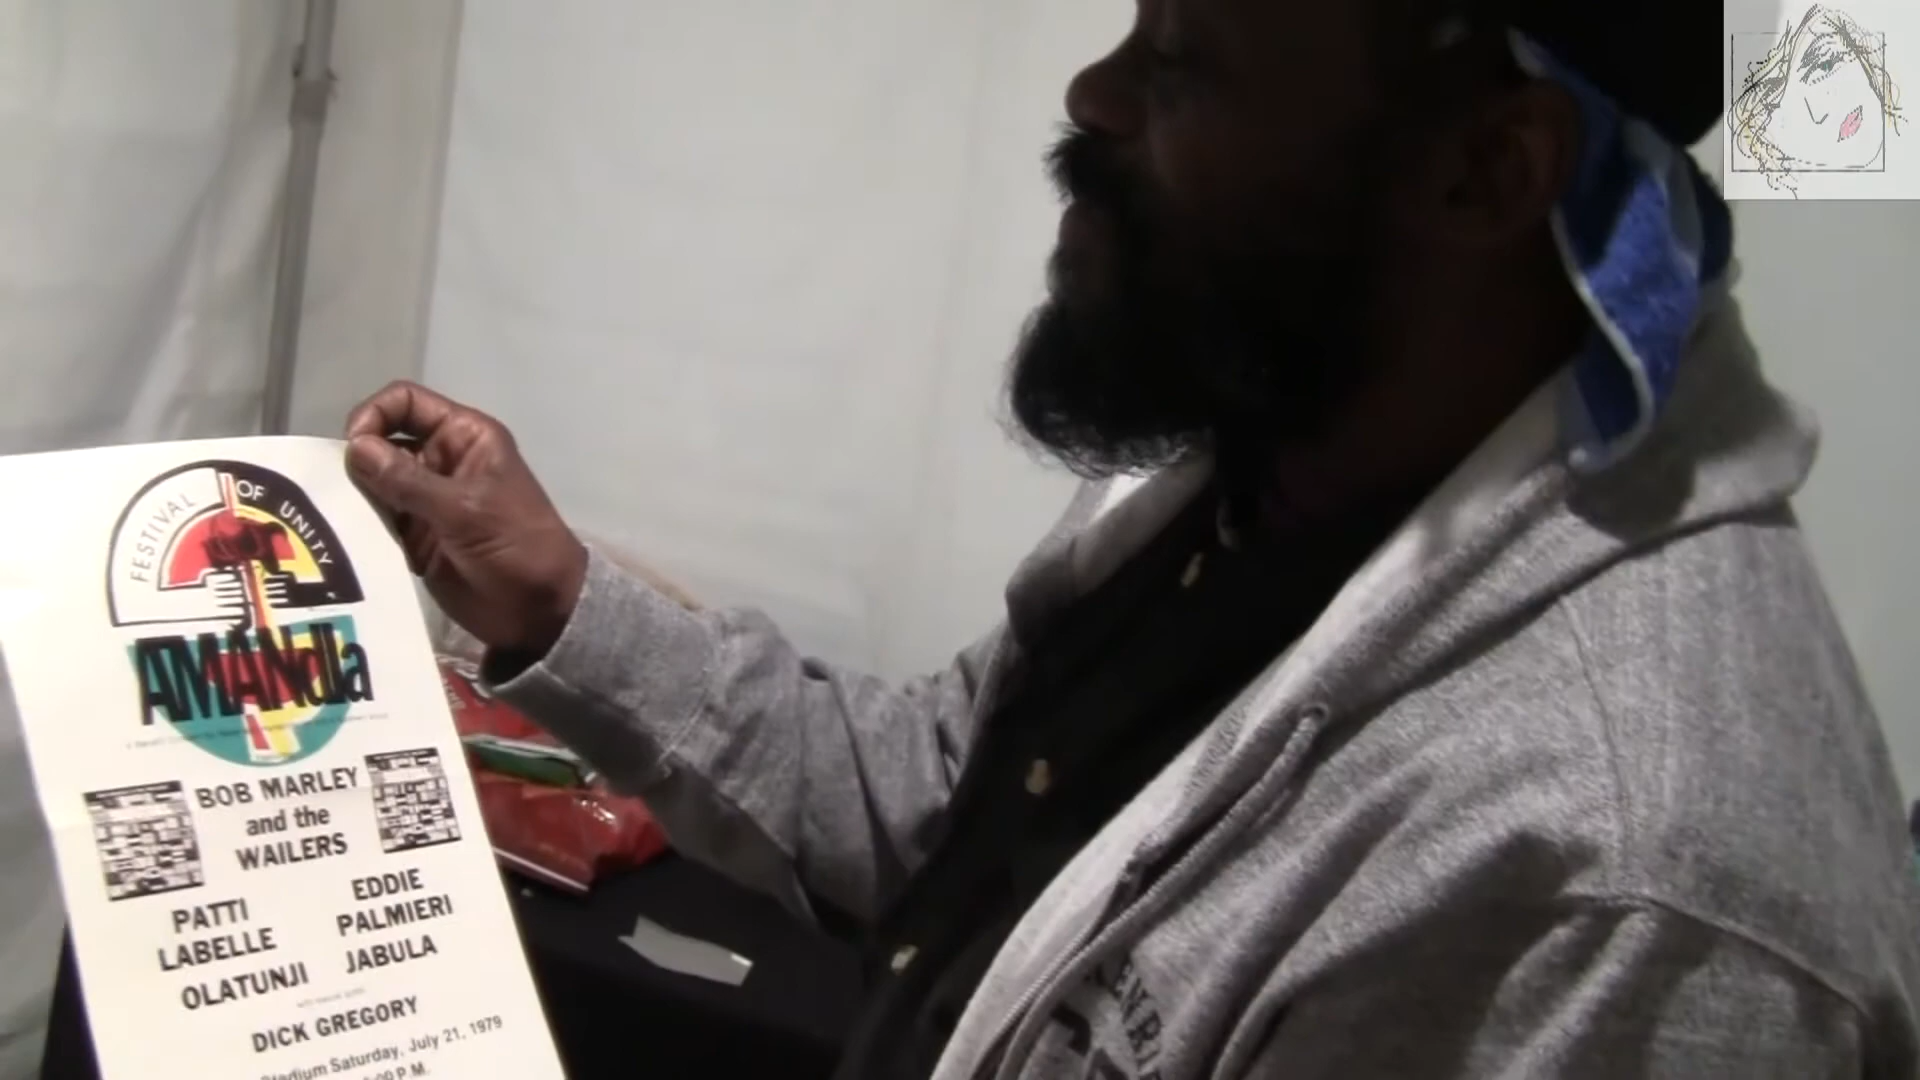 FESTIVAL OF UNITY
AMANdla
BOB MARLEY
and the
WAILERS
PATTI
LABELLE
EDDIE
PALMIERI
OLATUNJI
JABULA
DICK GREGORY
Stadium Saturday, July 21, 1979
P.M.